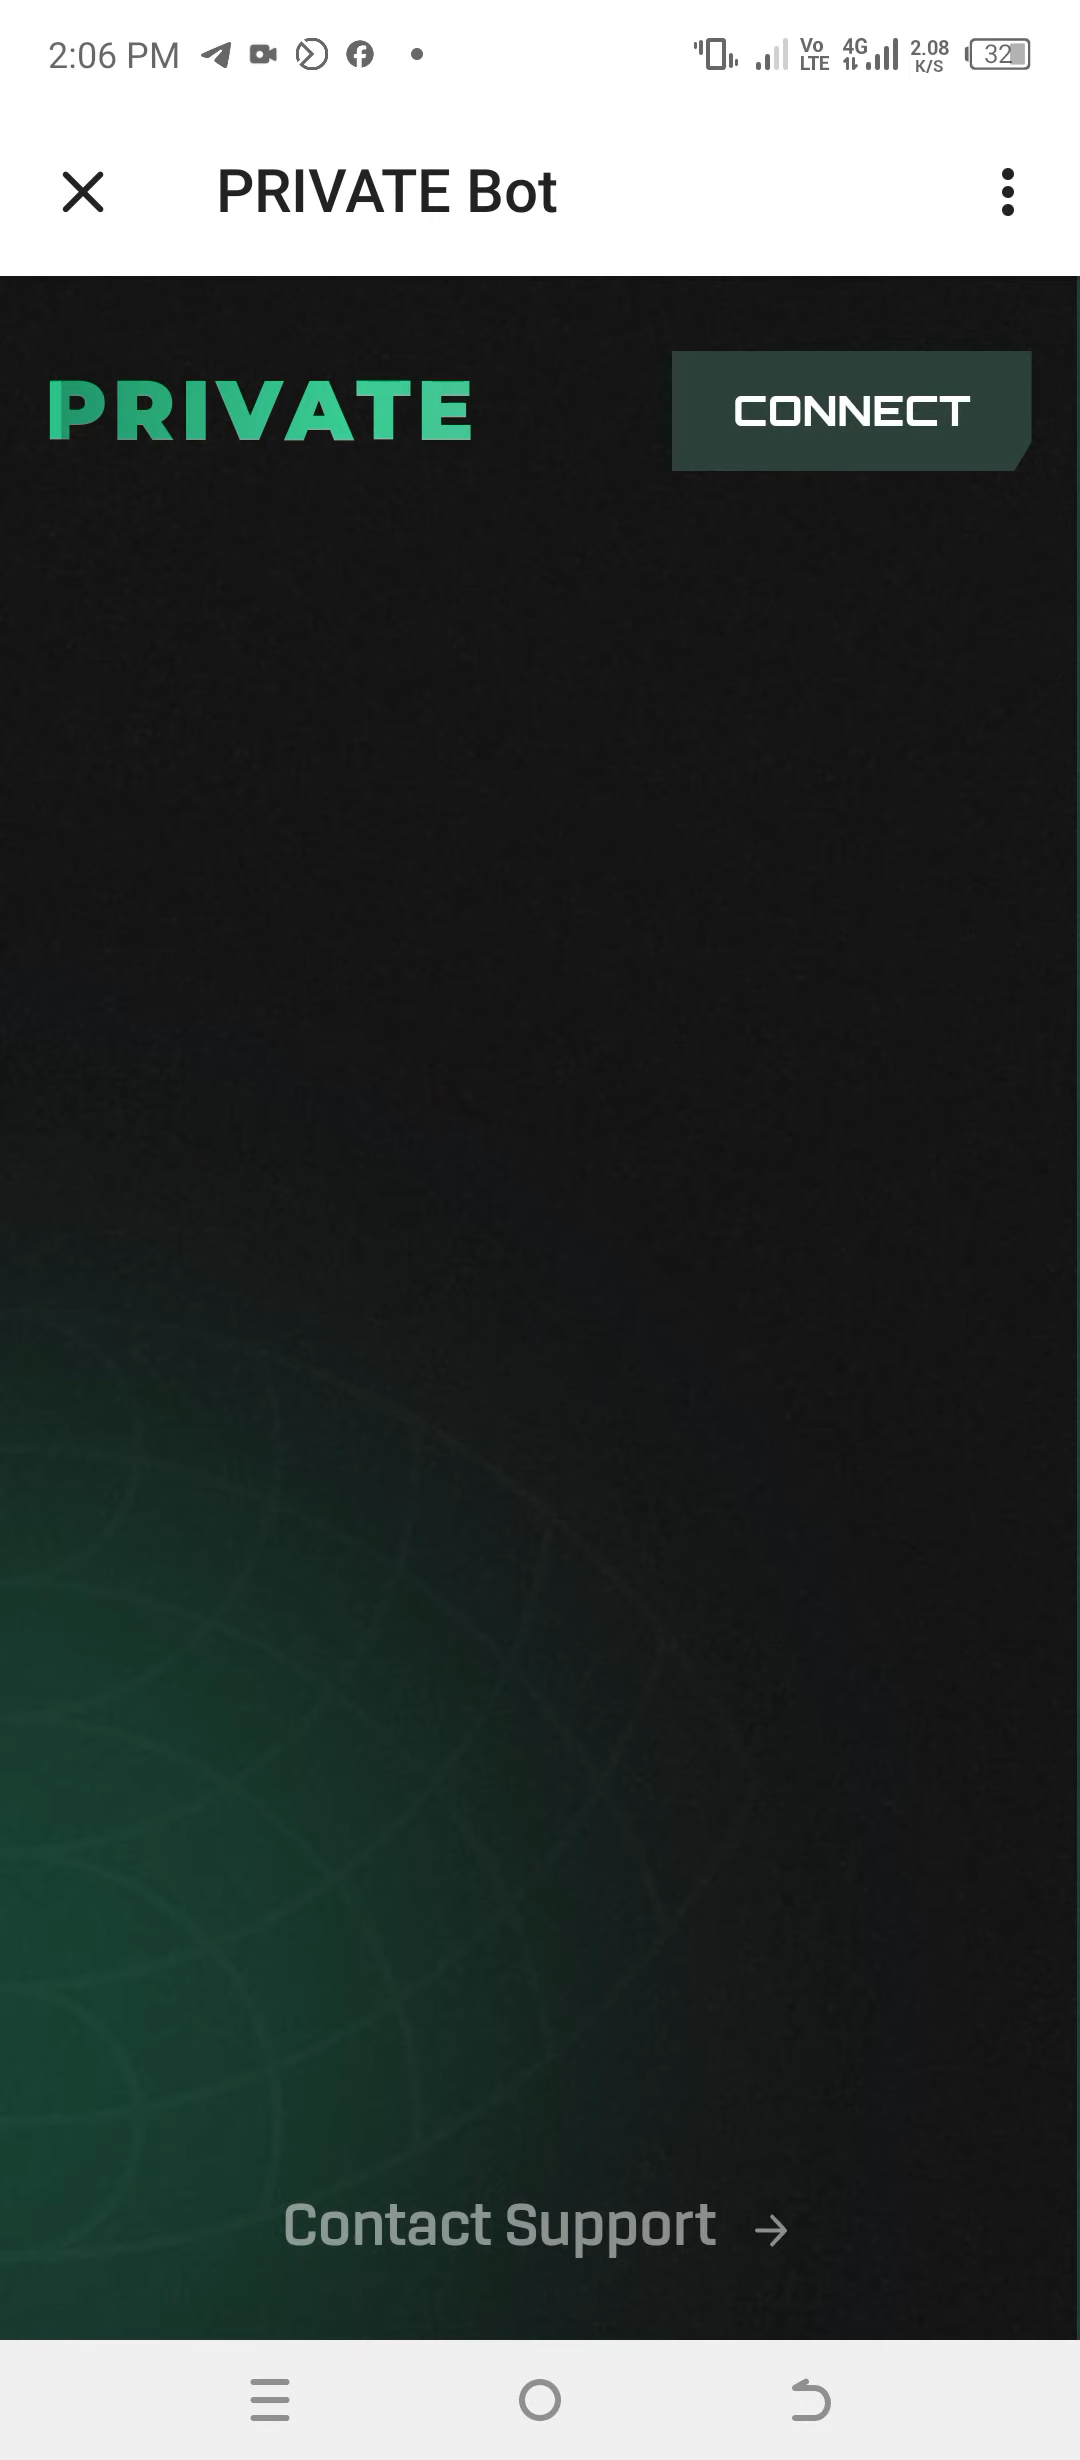 2:06 PM
Vo
LTE
4G
2.08
K/S
32
PRIVATE Bot
PRIVATE
CONNECT
Contact Support →